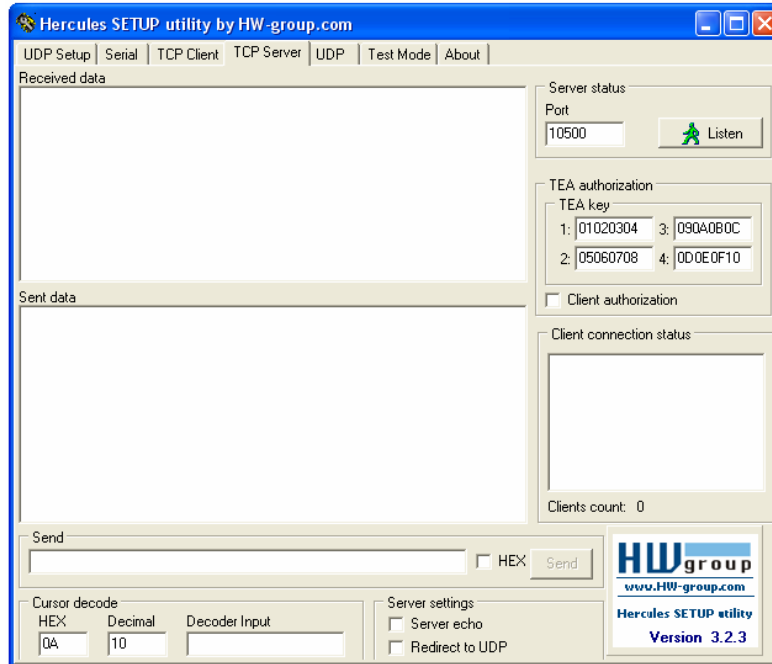 Hercules SETUP utility by HW-group.com
UDP Setup Serial TCP Client TCP Server UDP Test Mode About
Received data
Server status
Port
10500 Listen
TEA authorization
TEA key
1: 01020304 3: 090A0B0C
2: 05060708 4: 0D0E0F10
Client authorization
Sent data
Client connection status
Clients count: 0
Send
HEX Send
Cursor decode
HEX Decimal Decoder Input
0A 10
Server settings
Server echo
Redirect to UDP
HW group
www.HW-group.com
Hercules SETUP utility
Version 3.2.3